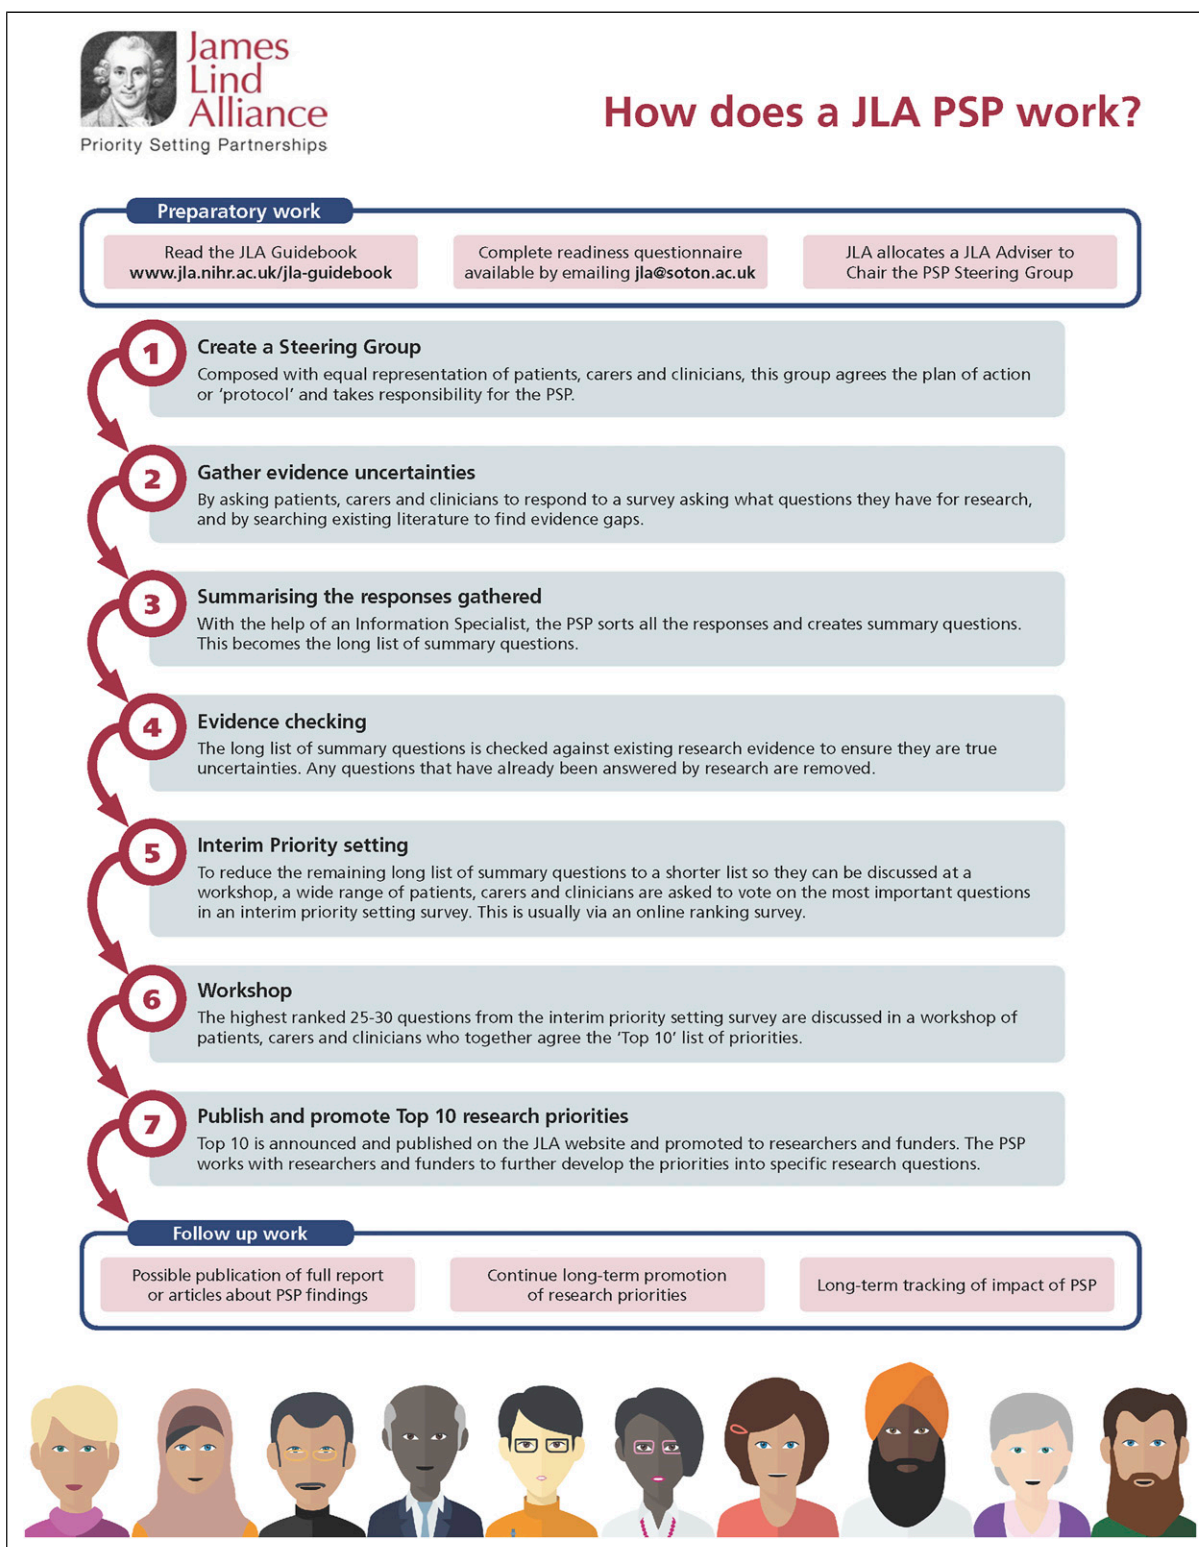 James
Lind
Alliance
Priority Setting Partnerships
How does a JLA PSP work?
Preparatory work
Read the JLA Guidebook
www.jla.nihr.ac.uk/jla-guidebook
Complete readiness questionnaire
available by emailing jla@soton.ac.uk
JLA allocates a JLA Adviser to
Chair the PSP Steering Group
1
Create a Steering Group
Composed with equal representation of patients, carers and clinicians, this group agrees the plan of action
or ‘protocol’ and takes responsibility for the PSP.
2
Gather evidence uncertainties
By asking patients, carers and clinicians to respond to a survey asking what questions they have for research,
and by searching existing literature to find evidence gaps.
3
Summarising the responses gathered
With the help of an Information Specialist, the PSP sorts all the responses and creates summary questions.
This becomes the long list of summary questions.
4
Evidence checking
The long list of summary questions is checked against existing research evidence to ensure they are true
uncertainties. Any questions that have already been answered by research are removed.
5
Interim Priority setting
To reduce the remaining long list of summary questions to a shorter list so they can be discussed at a
workshop, a wide range of patients, carers and clinicians are asked to vote on the most important questions
in an interim priority setting survey. This is usually via an online ranking survey.
6
Workshop
The highest ranked 25-30 questions from the interim priority setting survey are discussed in a workshop of
patients, carers and clinicians who together agree the ‘Top 10’ list of priorities.
7
Publish and promote Top 10 research priorities
Top 10 is announced and published on the JLA website and promoted to researchers and funders. The PSP
works with researchers and funders to further develop the priorities into specific research questions.
Follow up work
Possible publication of full report
or articles about PSP findings
Continue long-term promotion
of research priorities
Long-term tracking of impact of PSP